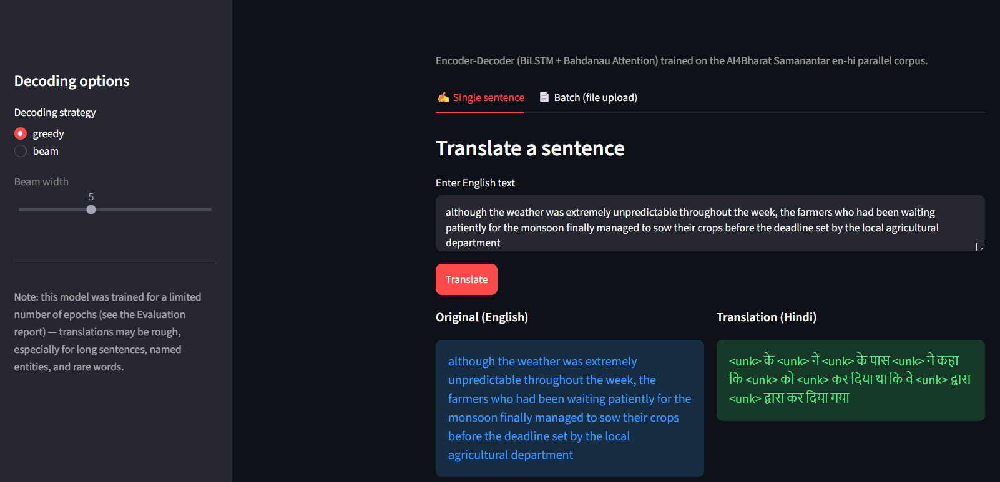 Decoding options
Decoding strategy
greedy
beam
Beam width
5
Note: this model was trained for a limited
number of epochs (see the Evaluation
report) — translations may be rough,
especially for long sentences, named
entities, and rare words.
Encoder-Decoder (BiLSTM + Bahdanau Attention) trained on the AI4Bharat Samanantar en-hi parallel corpus.
✍️ Single sentence
📄 Batch (file upload)
Translate a sentence
Enter English text
although the weather was extremely unpredictable throughout the week, the farmers who had been waiting
patiently for the monsoon finally managed to sow their crops before the deadline set by the local agricultural
department
Translate
Original (English)
although the weather was extremely
unpredictable throughout the week, the
farmers who had been waiting patiently for the
monsoon finally managed to sow their crops
before the deadline set by the local
agricultural department
Translation (Hindi)
<unk> के <unk> ने <unk> के पास <unk> ने कहा
कि <unk> को <unk> कर दिया था कि वे <unk> द्वारा
<unk> द्वारा कर दिया गया